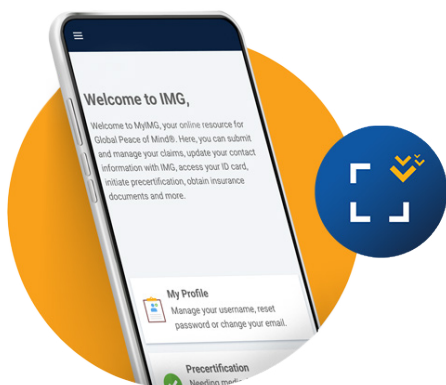 Welcome to IMG,
Welcome to MyIMG, your online resource for
Global Peace of Mind®. Here, you can submit
and manage your claims, update your contact
information with IMG, access your ID card,
initiate precertification, obtain insurance
documents and more.
My Profile
Manage your username, reset
password or change your email.
Precertification
Needing medi